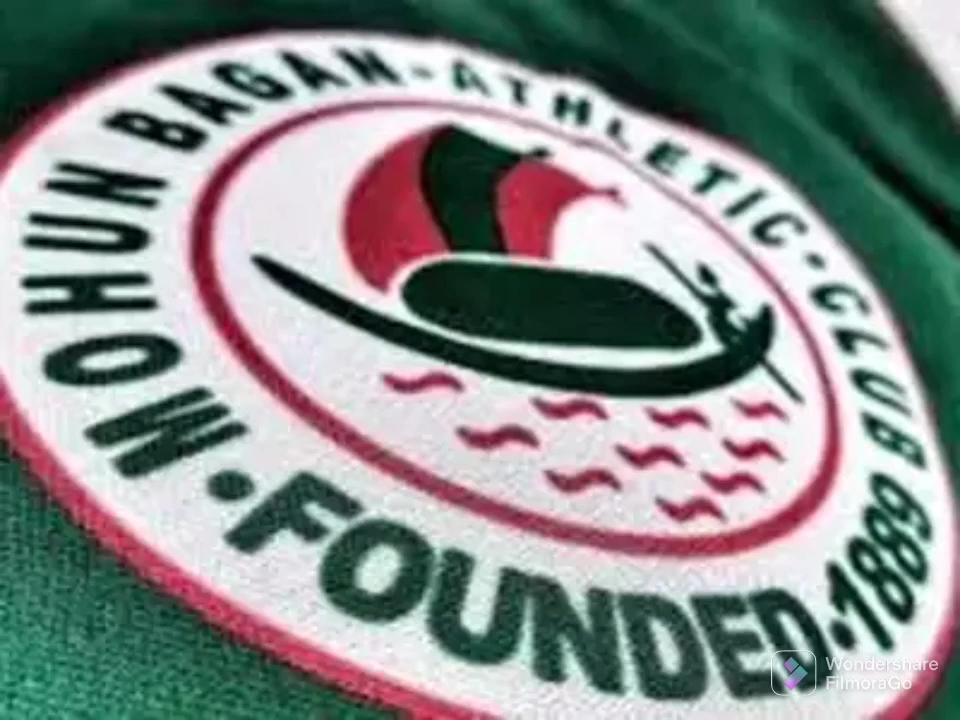 MOHUN BAGAN - ATHLETIC · CLUB
· FOUNDED · 1889
Wondershare
FilmoraGo